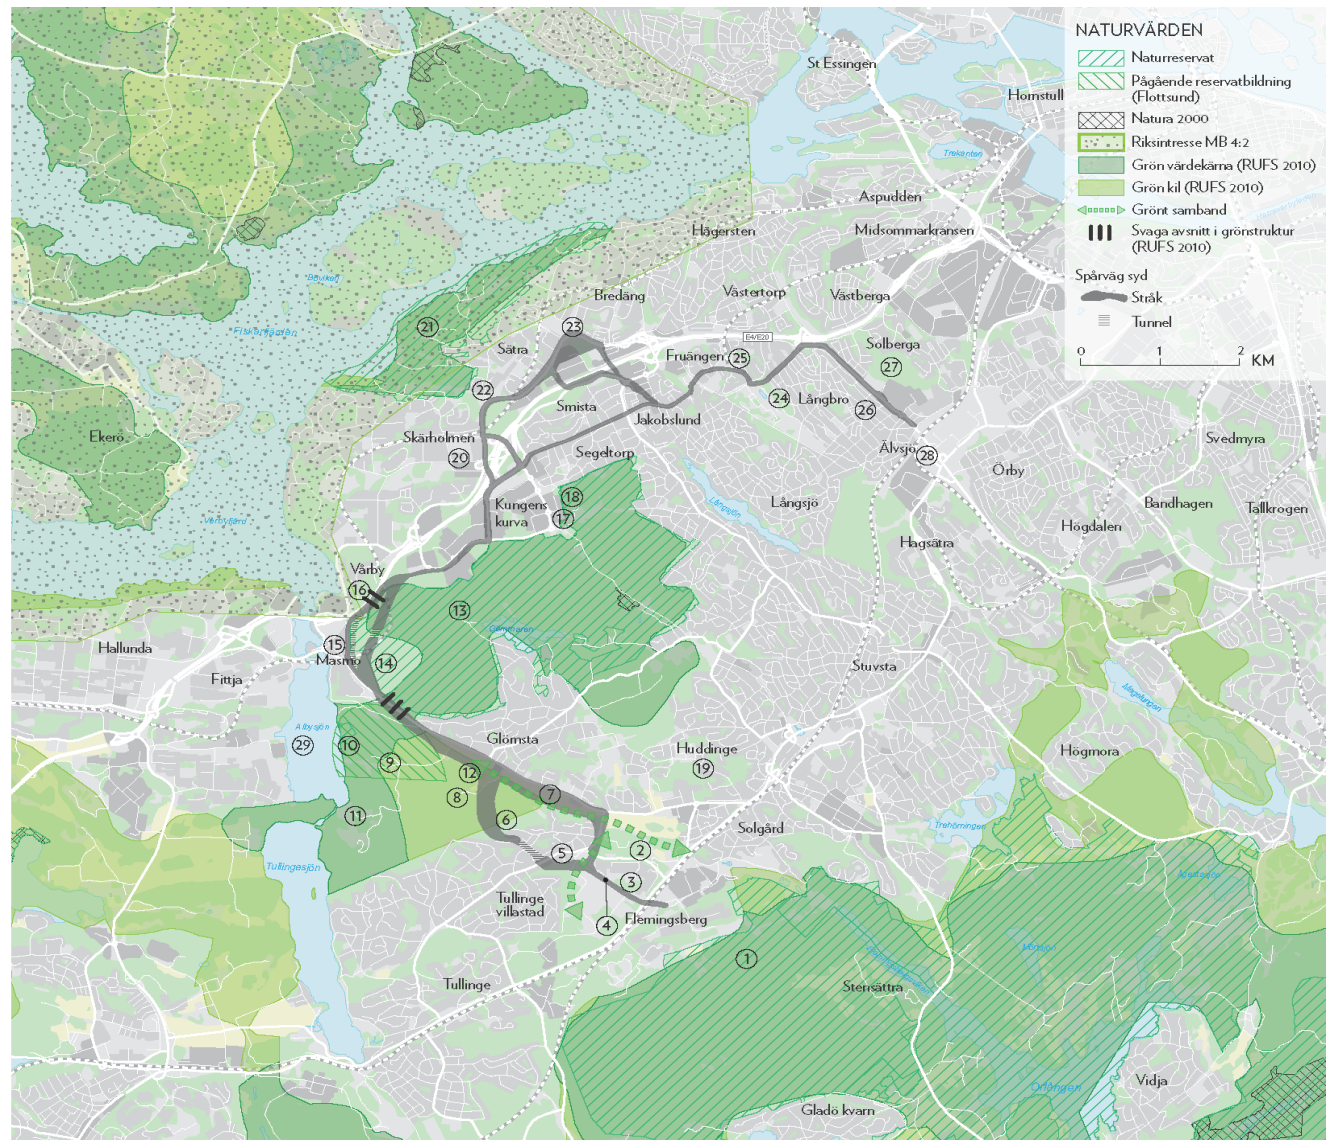 NATURVÄRDEN
Naturreservat
Pågående reservatbildning
(Flottsund)
Natura 2000
Riksintresse MB 4:2
Grön värdekärna (RUFS 2010)
Grön kil (RUFS 2010)
Grönt samband
Svaga avsnitt i grönstruktur
(RUFS 2010)
Spårväg syd
Stråk
Tunnel
0 1 2 KM
St Essingen
Hornstull
Trekanten
Aspudden
Hägersten
Midsommarkransen
Fiskarfjärden
Bredäng
Västertorp
Västberga
21
23
E4/E20
Solberga
Sätra
Fruängen
25
27
22
24
Långbro
Smista
26
Jakobslund
Ekerö
Skärholmen
20
Segeltorp
Älvsjö
28
Örby
Svedmyra
18
Kungens
kurva
17
Långsjön
Långsjö
Bandhagen
Tallkrogen
Högdalen
Vårbyfjärd
Hagsätra
Vårby
16
13
Gömmaren
Hallunda
15
Masmo
14
Fittja
Stuvsta
Magelungen
Albysjön
29
10
9
Glömsta
Huddinge
19
Högmora
12
8
7
6
11
Trehörningen
Solgård
Tullingesjön
5
2
3
Tullinge
villastad
4
Flemingsberg
1
Tullinge
Stensättra
Orlången
Vidja
Gladö kvarn